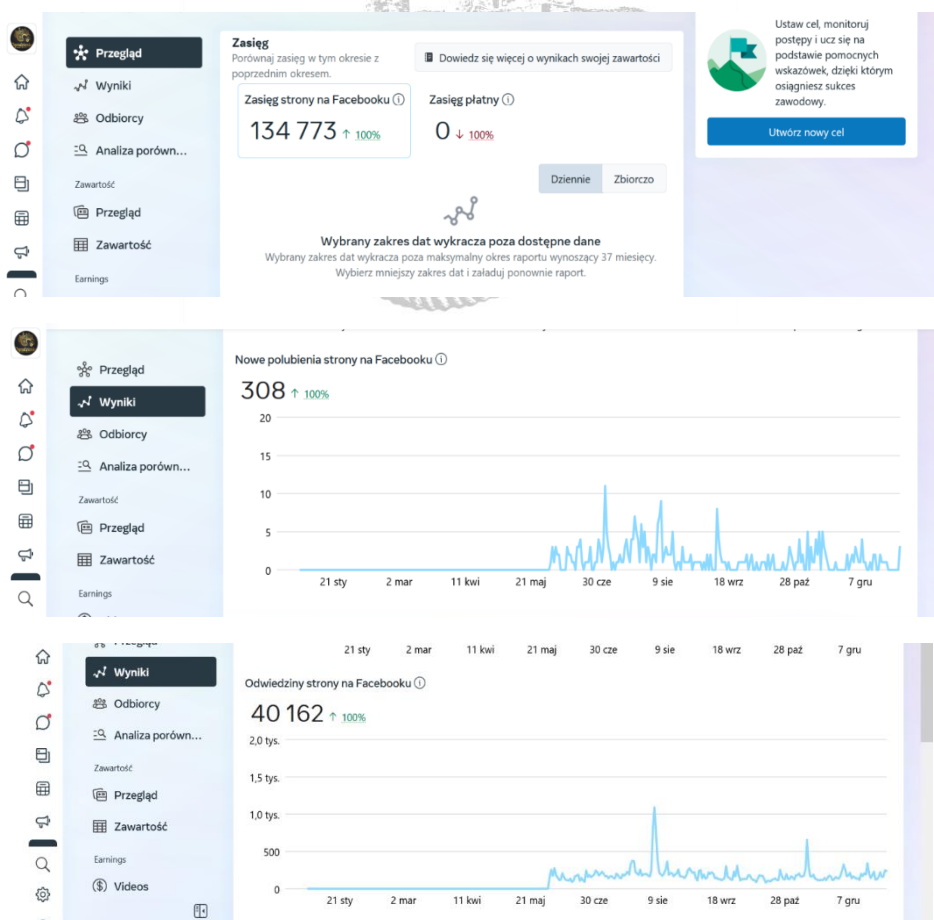 Ustaw cel, monitoruj
postępy i ucz się na
podstawie pomocnych
wskazówek, dzięki którym
osiągniesz sukces
zawodowy.
Utwórz nowy cel
Przegląd
Wyniki
Odbiorcy
Analiza porówn...
Zawartość
Przegląd
Zawartość
Earnings
Zasięg
Porównaj zasięg w tym okresie z
poprzednim okresem.
Dowiedz się więcej o wynikach swojej zawartości
Zasięg strony na Facebooku
134 773 ↑ 100%
Zasięg płatny
0 ↓ 100%
Dziennie Zbiorczo
Wybrany zakres dat wykracza poza dostępne dane
Wybrany zakres dat wykracza poza maksymalny okres raportu wynoszący 37 miesięcy.
Wybierz mniejszy zakres dat i załaduj ponownie raport.
Przegląd
Wyniki
Odbiorcy
Analiza porówn...
Zawartość
Przegląd
Zawartość
Earnings
Nowe polubienia strony na Facebooku
308 ↑ 100%
20
15
10
5
0
21 sty 2 mar 11 kwi 21 maj 30 cze 9 sie 18 wrz 28 paź 7 gru
21 sty 2 mar 11 kwi 21 maj 30 cze 9 sie 18 wrz 28 paź 7 gru
Wyniki
Odbiorcy
Analiza porówn...
Zawartość
Przegląd
Zawartość
Earnings
Videos
Odwiedziny strony na Facebooku
40 162 ↑ 100%
2,0 tys.
1,5 tys.
1,0 tys.
500
0
21 sty 2 mar 11 kwi 21 maj 30 cze 9 sie 18 wrz 28 paź 7 gru